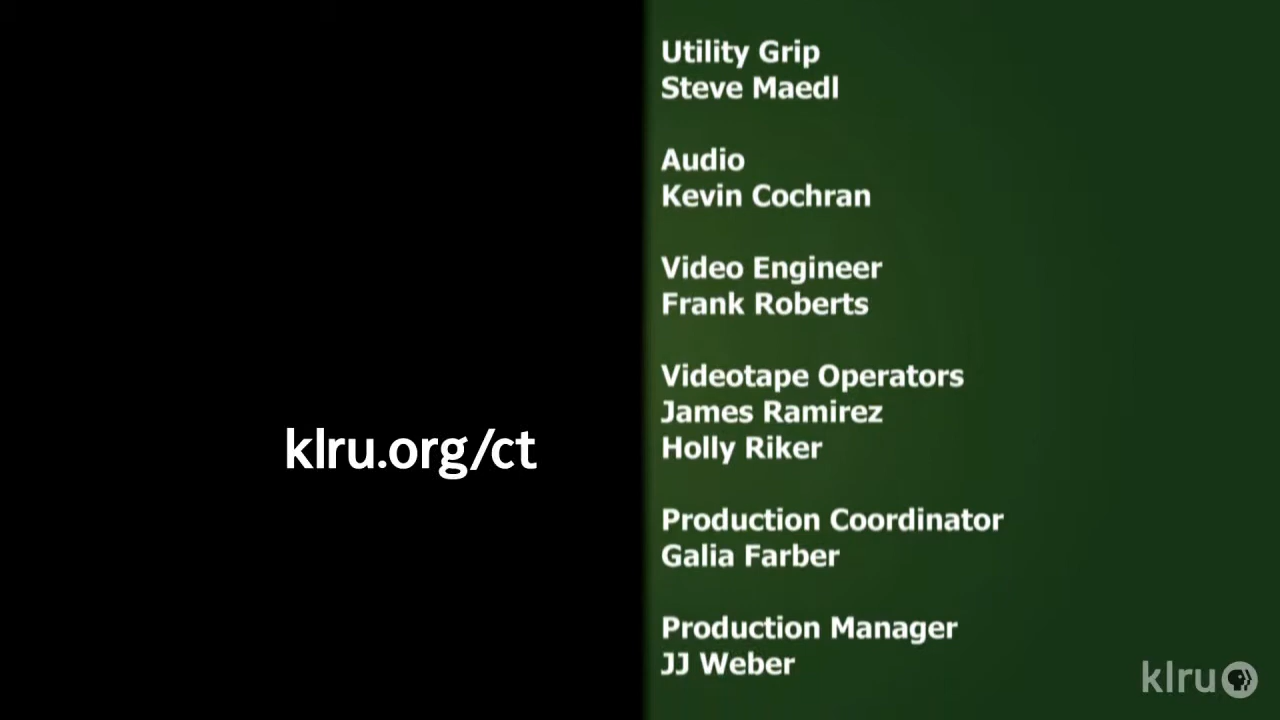 Utility Grip
Steve Maedl
Audio
Kevin Cochran
Video Engineer
Frank Roberts
Videotape Operators
James Ramirez
Holly Riker
Production Coordinator
Galia Farber
Production Manager
JJ Weber
klru.org/ct
klru